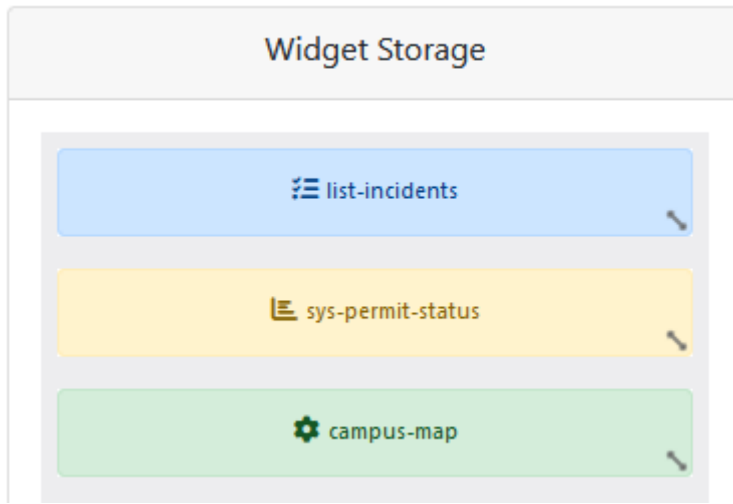 Widget Storage
list-incidents
sys-permit-status
campus-map